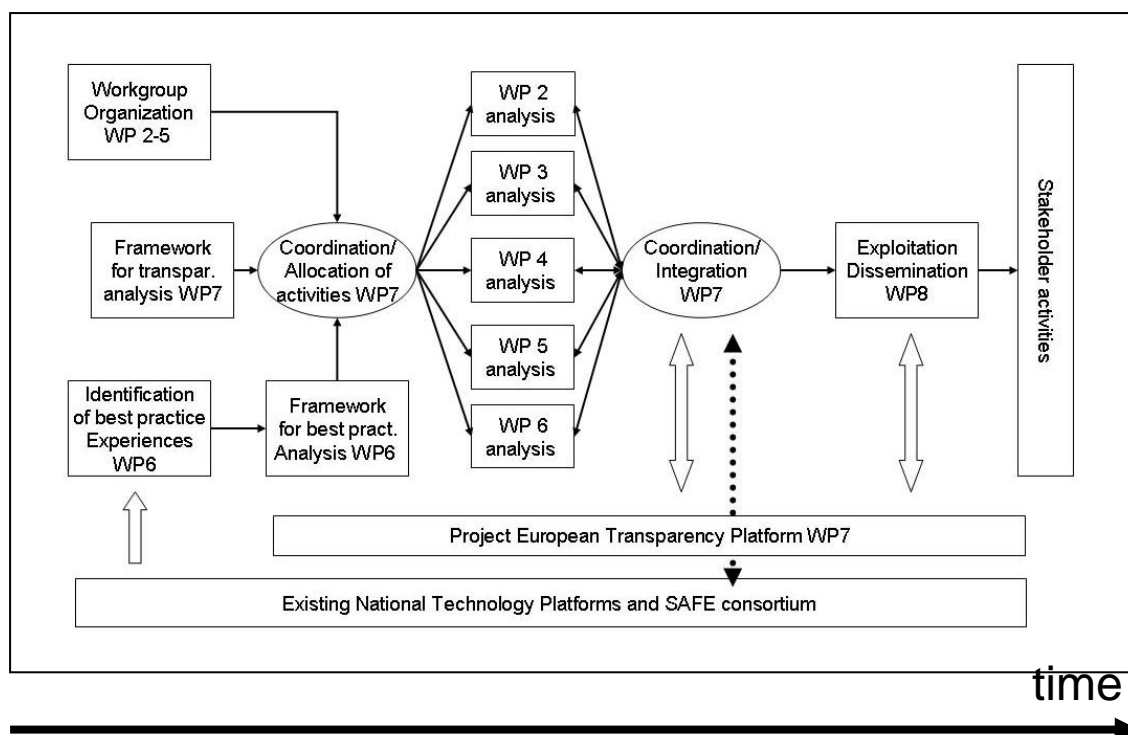 Workgroup
Organization
WP 2-5
Framework
for transpar.
analysis WP7
Identification
of best practice
Experiences
WP6
Framework
for best pract.
Analysis WP6
Coordination/
Allocation of
activities WP7
WP 2
analysis
WP 3
analysis
WP 4
analysis
WP 5
analysis
WP 6
analysis
Coordination/
Integration
WP7
Exploitation
Dissemination
WP8
Stakeholder activities
Project European Transparency Platform WP7
Existing National Technology Platforms and SAFE consortium
time